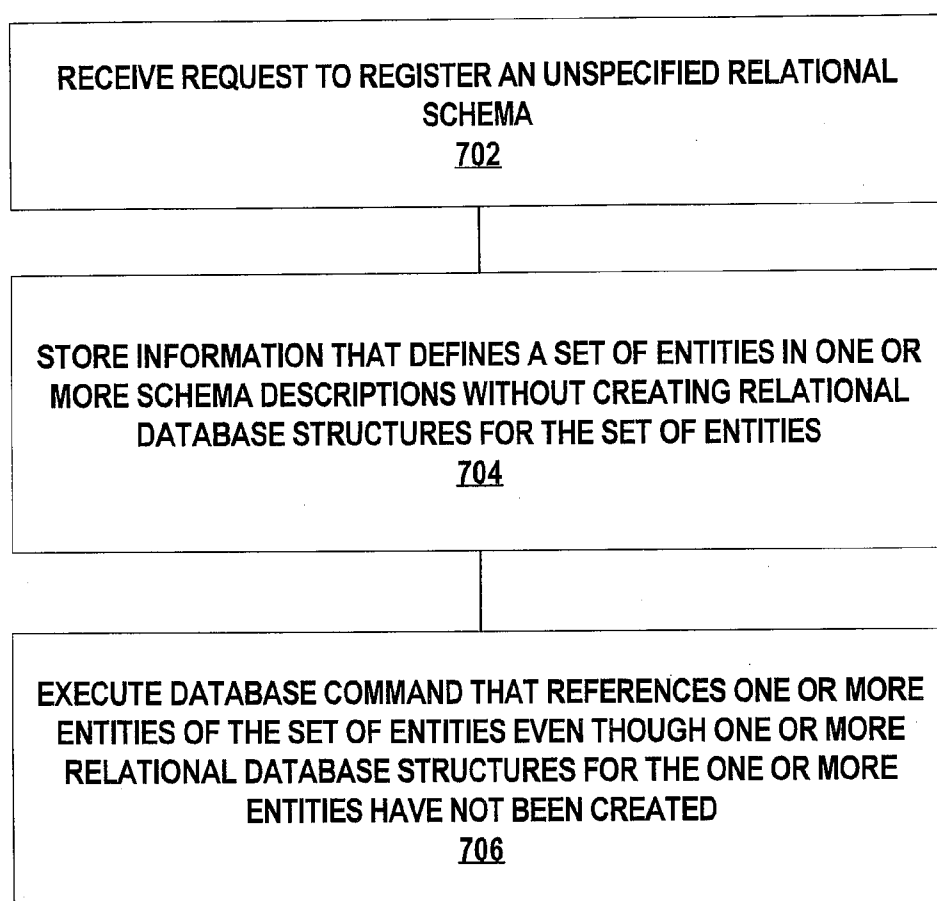 RECEIVE REQUEST TO REGISTER AN UNSPECIFIED RELATIONAL
SCHEMA
702
STORE INFORMATION THAT DEFINES A SET OF ENTITIES IN ONE OR
MORE SCHEMA DESCRIPTIONS WITHOUT CREATING RELATIONAL
DATABASE STRUCTURES FOR THE SET OF ENTITIES
704
EXECUTE DATABASE COMMAND THAT REFERENCES ONE OR MORE
ENTITIES OF THE SET OF ENTITIES EVEN THOUGH ONE OR MORE
RELATIONAL DATABASE STRUCTURES FOR THE ONE OR MORE
ENTITIES HAVE NOT BEEN CREATED
706